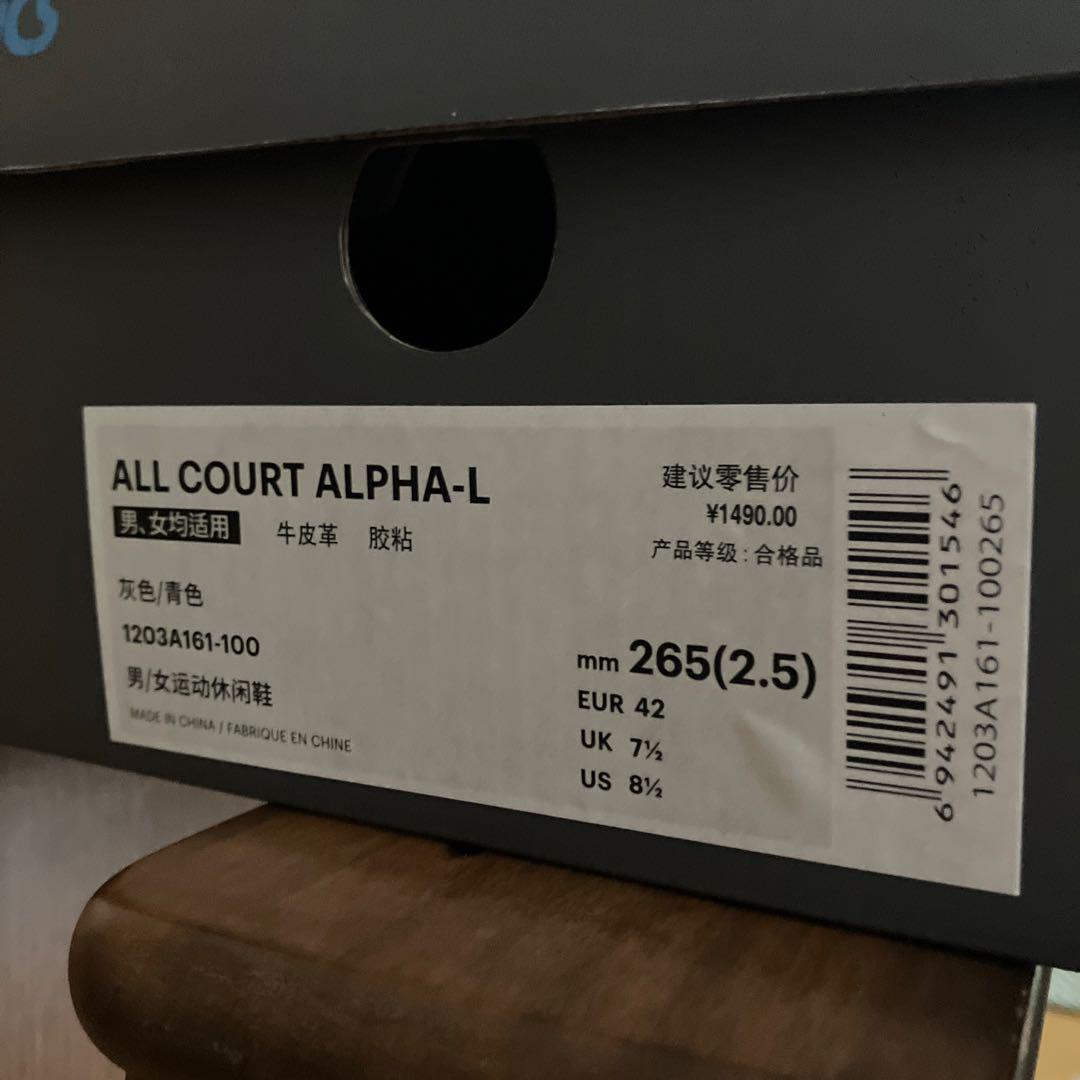 ALL COURT ALPHA-L
男、女均适用 牛皮革 胶粘
灰色/青色
1203A161-100
男/女运动休闲鞋
MADE IN CHINA / FABRIQUE EN CHINE
建议零售价
¥1490.00
产品等级:合格品
mm 265(2.5)
EUR 42
UK 7½
US 8½
6 942491 301546
1203A161-100265